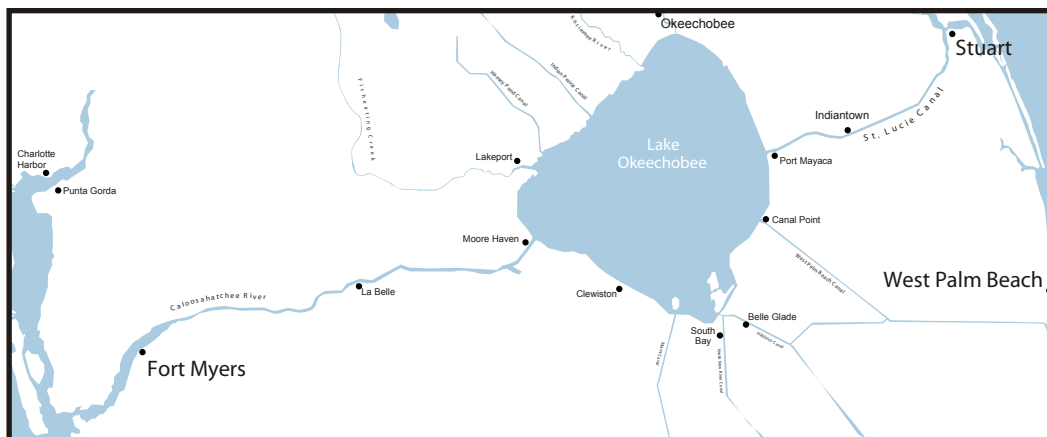 Okeechobee
Kissimmee River
Stuart
Indian Prairie Canal
Harney Pond Canal
Fisheating Creek
St. Lucie Canal
Indiantown
Lake
Okeechobee
Charlotte
Harbor
Lakeport
Port Mayaca
Punta Gorda
Canal Point
Moore Haven
West Palm Beach Canal
West Palm Beach
La Belle
Clewiston
Caloosahatchee River
Belle Glade
South
Bay
Fort Myers